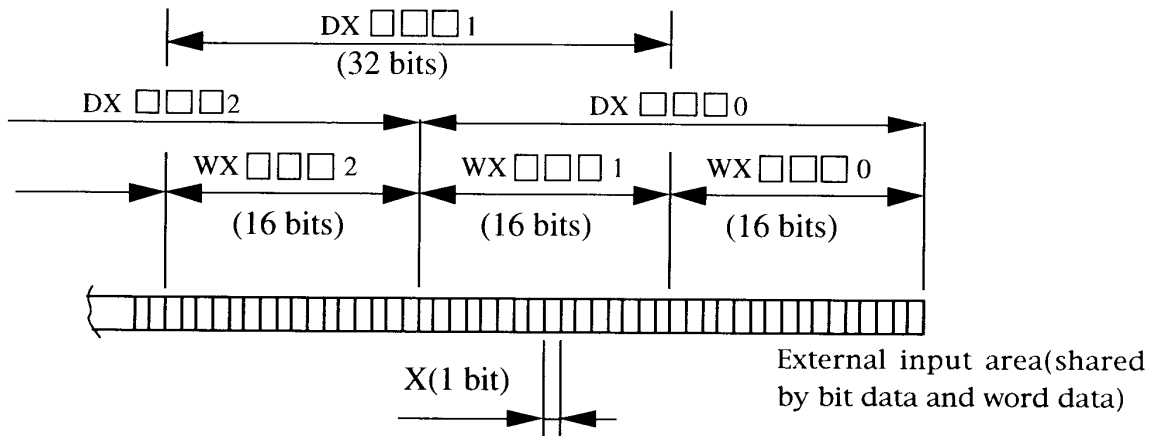 DX □□□1
(32 bits)
DX □□□2
DX □□□0
WX □□□ 2
WX □□□ 1
WX □□□ 0
(16 bits)
(16 bits)
(16 bits)
X(1 bit)
External input area(shared
by bit data and word data)